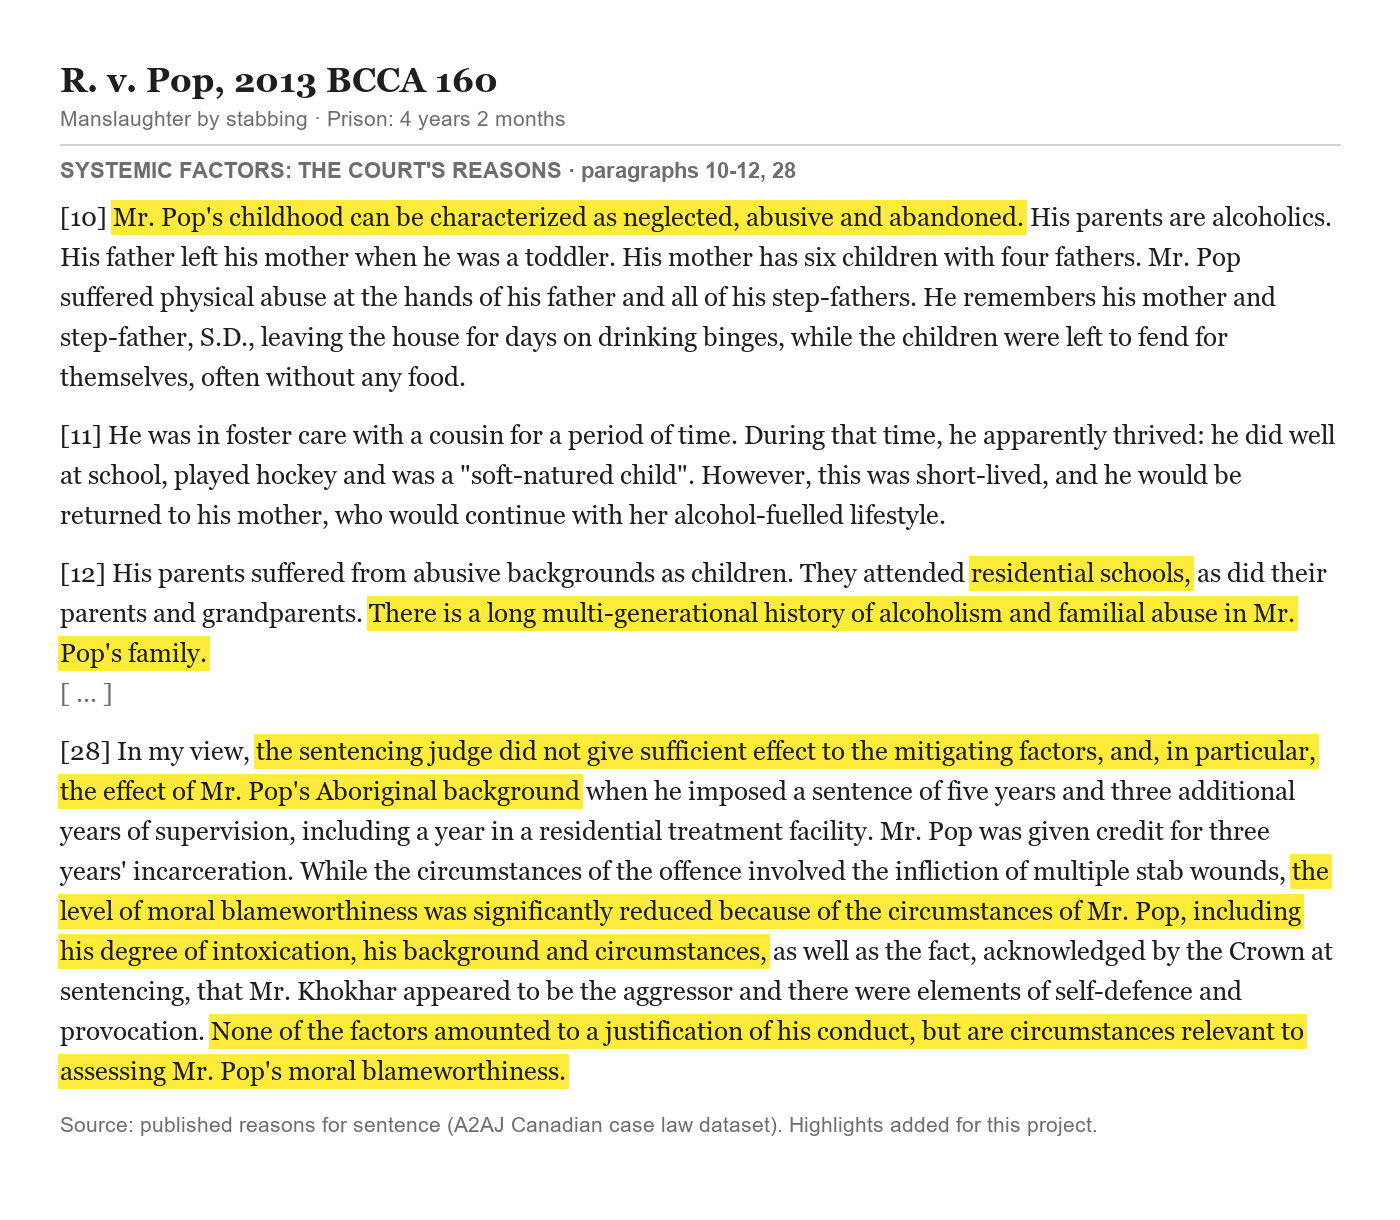 R. v. Pop, 2013 BCCA 160
Manslaughter by stabbing · Prison: 4 years 2 months
SYSTEMIC FACTORS: THE COURT'S REASONS · paragraphs 10-12, 28
[10] Mr. Pop's childhood can be characterized as neglected, abusive and abandoned. His parents are alcoholics.
His father left his mother when he was a toddler. His mother has six children with four fathers. Mr. Pop
suffered physical abuse at the hands of his father and all of his step-fathers. He remembers his mother and
step-father, S.D., leaving the house for days on drinking binges, while the children were left to fend for
themselves, often without any food.
[11] He was in foster care with a cousin for a period of time. During that time, he apparently thrived: he did well
at school, played hockey and was a "soft-natured child". However, this was short-lived, and he would be
returned to his mother, who would continue with her alcohol-fuelled lifestyle.
[12] His parents suffered from abusive backgrounds as children. They attended residential schools, as did their
parents and grandparents. There is a long multi-generational history of alcoholism and familial abuse in Mr.
Pop's family.
[ ... ]
[28] In my view, the sentencing judge did not give sufficient effect to the mitigating factors, and, in particular,
the effect of Mr. Pop's Aboriginal background when he imposed a sentence of five years and three additional
years of supervision, including a year in a residential treatment facility. Mr. Pop was given credit for three
years' incarceration. While the circumstances of the offence involved the infliction of multiple stab wounds, the
level of moral blameworthiness was significantly reduced because of the circumstances of Mr. Pop, including
his degree of intoxication, his background and circumstances, as well as the fact, acknowledged by the Crown at
sentencing, that Mr. Khokhar appeared to be the aggressor and there were elements of self-defence and
provocation. None of the factors amounted to a justification of his conduct, but are circumstances relevant to
assessing Mr. Pop's moral blameworthiness.
Source: published reasons for sentence (A2AJ Canadian case law dataset). Highlights added for this project.